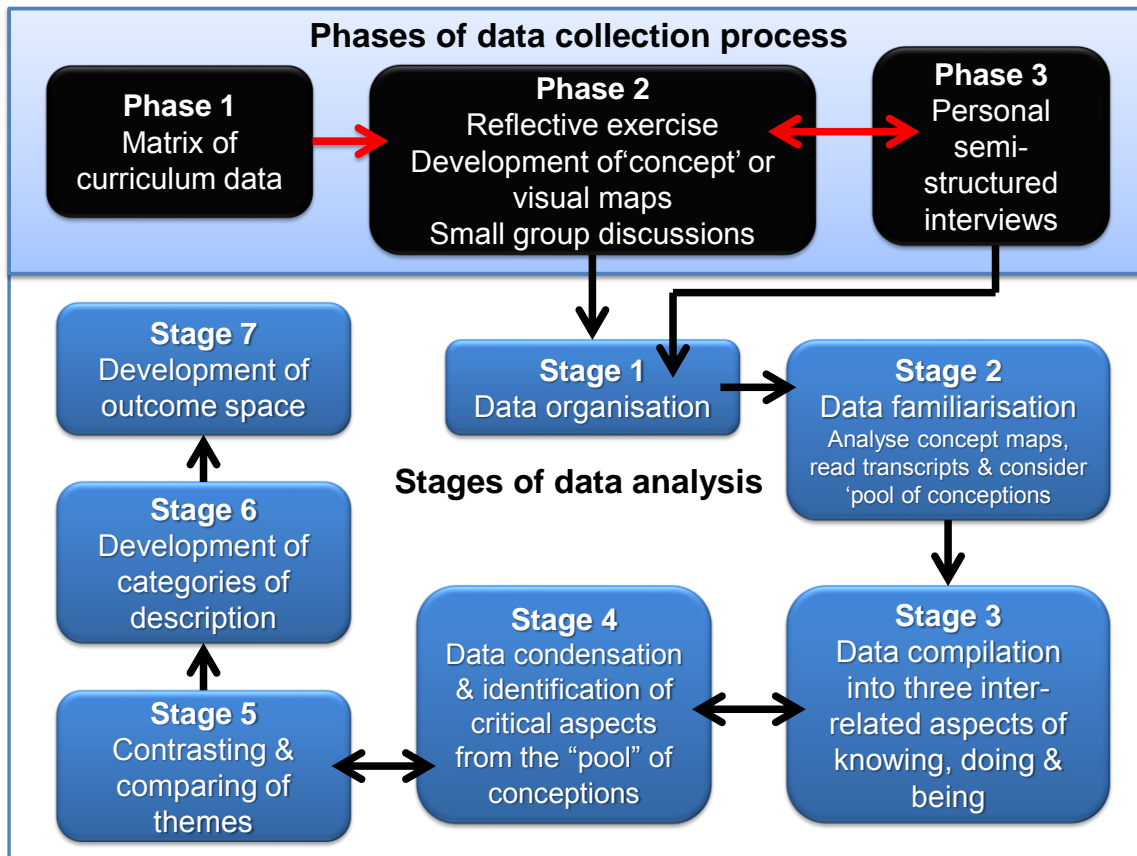 Phases of data collection process
Phase 1
Matrix of
curriculum data
Phase 2
Reflective exercise
Development of‘concept’ or
visual maps
Small group discussions
Phase 3
Personal
semi-
structured
interviews
Stage 1
Data organisation
Stage 2
Data familiarisation
Analyse concept maps,
read transcripts & consider
‘pool of conceptions
Stages of data analysis
Stage 3
Data compilation
into three inter-
related aspects of
knowing, doing &
being
Stage 4
Data condensation
& identification of
critical aspects
from the “pool” of
conceptions
Stage 5
Contrasting &
comparing of
themes
Stage 6
Development of
categories of
description
Stage 7
Development of
outcome space